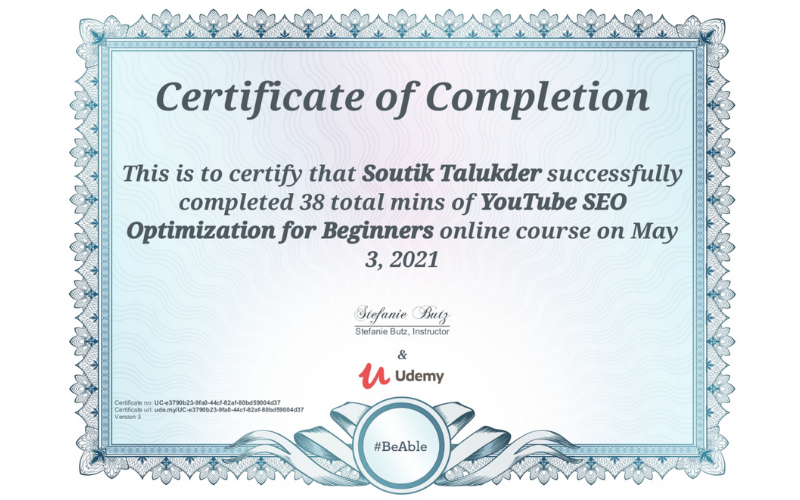 Certificate of Completion
This is to certify that Soutik Talukder successfully
completed 38 total mins of YouTube SEO
Optimization for Beginners online course on May
3, 2021
Stefanie Butz
Stefanie Butz, Instructor
&
Udemy
Certificate no: UC-e3790b23-9fa0-44cf-82af-80bd59004d37
Certificate url: ude.my/UC-e3790b23-9fa0-44cf-82af-80bd59004d37
Version 3
#BeAble